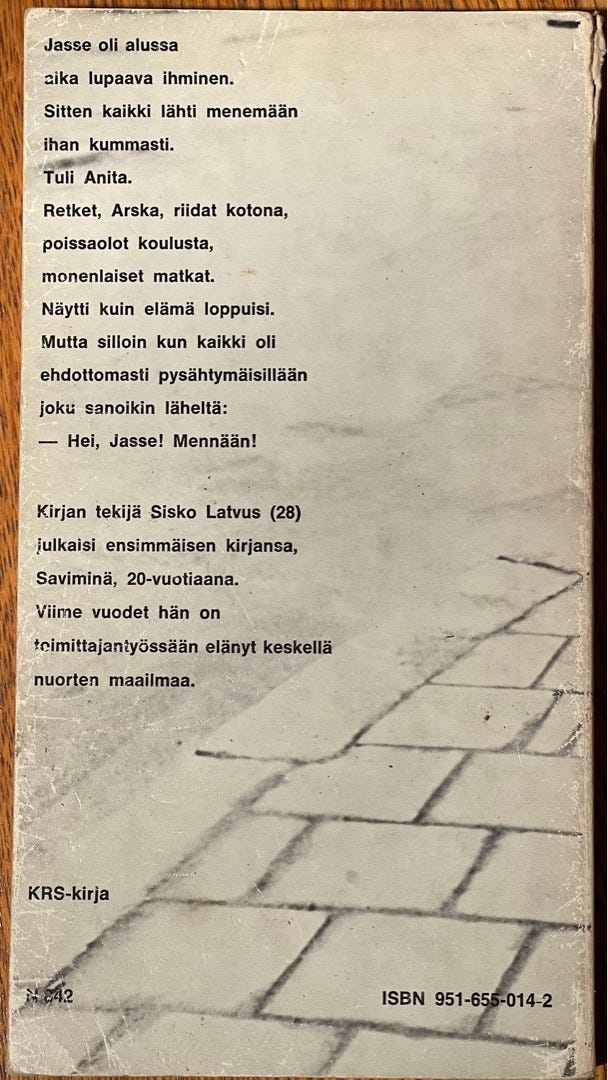 Jasse oli alussa
aika lupaava ihminen.
Sitten kaikki lähti menemään
ihan kummasti.
Tuli Anita.
Retket, Arska, riidat kotona,
poissaolot koulusta,
monenlaiset matkat.
Näytti kuin elämä loppuisi.
Mutta silloin kun kaikki oli
ehdottomasti pysähtymäisillään
joku sanoikin läheltä:
— Hei, Jasse! Mennään!
Kirjan tekijä Sisko Latvus (28)
julkaisi ensimmäisen kirjansa,
Saviminä, 20-vuotiaana.
Viime vuodet hän on
toimittajantyössään elänyt keskellä
nuorten maailmaa.
KRS-kirja
ISBN 951-655-014-2